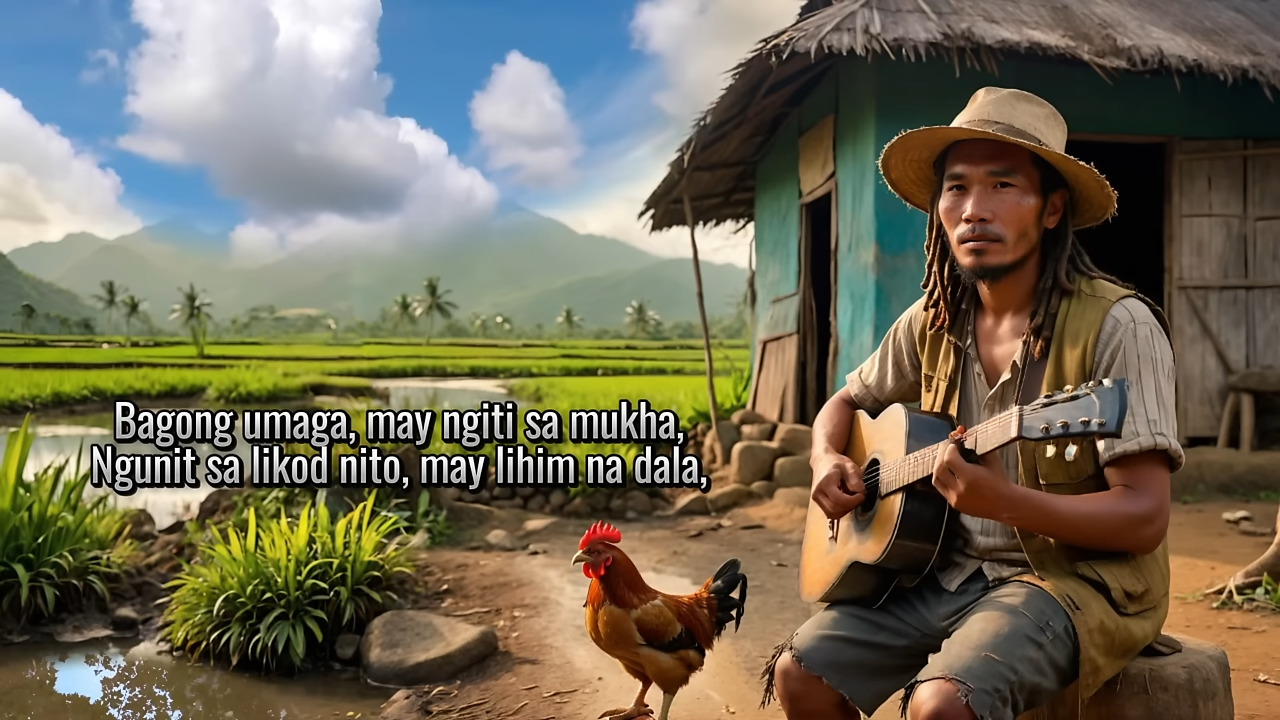 Bagong umaga, may ngiti sa mukha,
Ngunit sa likod nito, may lihim na dala,